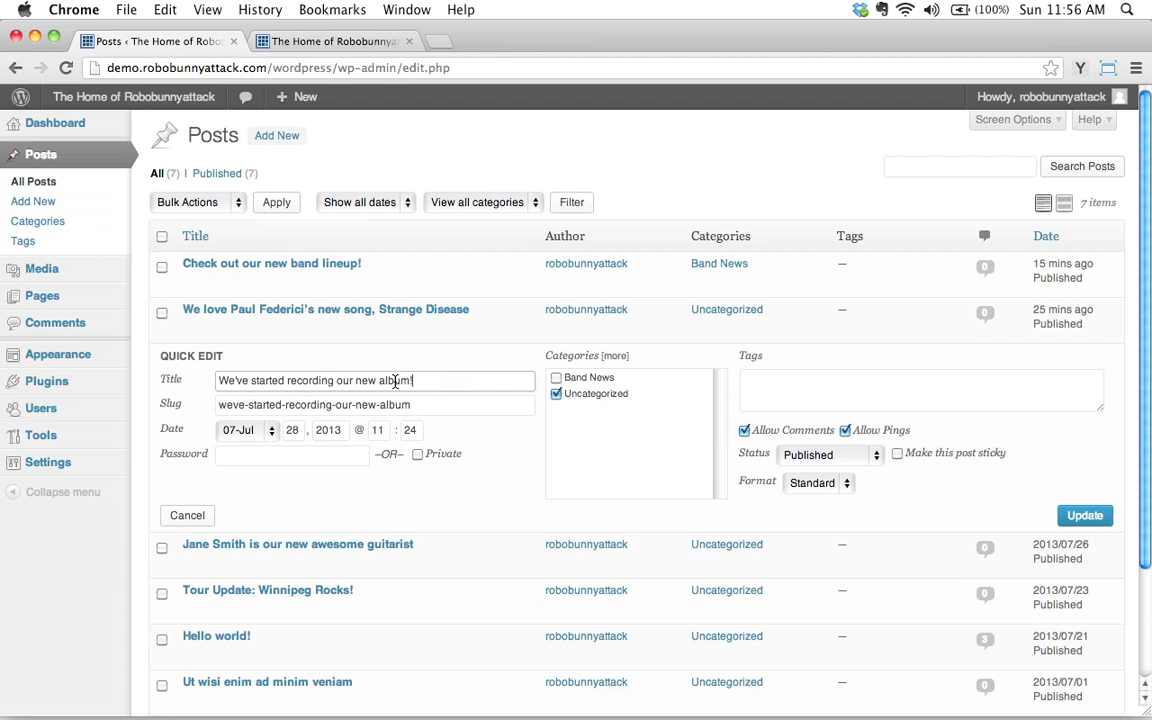 Chrome File Edit View History Bookmarks Window Help (100%) Sun 11:56 AM
Posts ‹ The Home of Robo The Home of Robobunnya
demo.robobunnyattack.com/wordpress/wp-admin/edit.php
The Home of Robobunnyattack + New Howdy, robobunnyattack
Screen Options Help
Dashboard
Posts
All Posts
Add New
Categories
Tags
Media
Pages
Comments
Appearance
Plugins
Users
Tools
Settings
Collapse menu
Posts Add New
All (7) | Published (7)
Search Posts
Bulk Actions Apply Show all dates View all categories Filter 7 items
Title Author Categories Tags Date
Check out our new band lineup! robobunnyattack Band News — 0 15 mins ago
Published
We love Paul Federici's new song, Strange Disease robobunnyattack Uncategorized — 0 25 mins ago
Published
QUICK EDIT
Title We've started recording our new album!
Slug weve-started-recording-our-new-album
Date 07-Jul 28 , 2013 @ 11 : 24
Password –OR– Private
Categories [more]
Band News
Uncategorized
Tags
Allow Comments Allow Pings
Status Published Make this post sticky
Format Standard
Cancel Update
Jane Smith is our new awesome guitarist robobunnyattack Uncategorized — 0 2013/07/26
Published
Tour Update: Winnipeg Rocks! robobunnyattack Uncategorized — 0 2013/07/23
Published
Hello world! robobunnyattack Uncategorized — 3 2013/07/21
Published
Ut wisi enim ad minim veniam robobunnyattack Uncategorized — 0 2013/07/01
Published